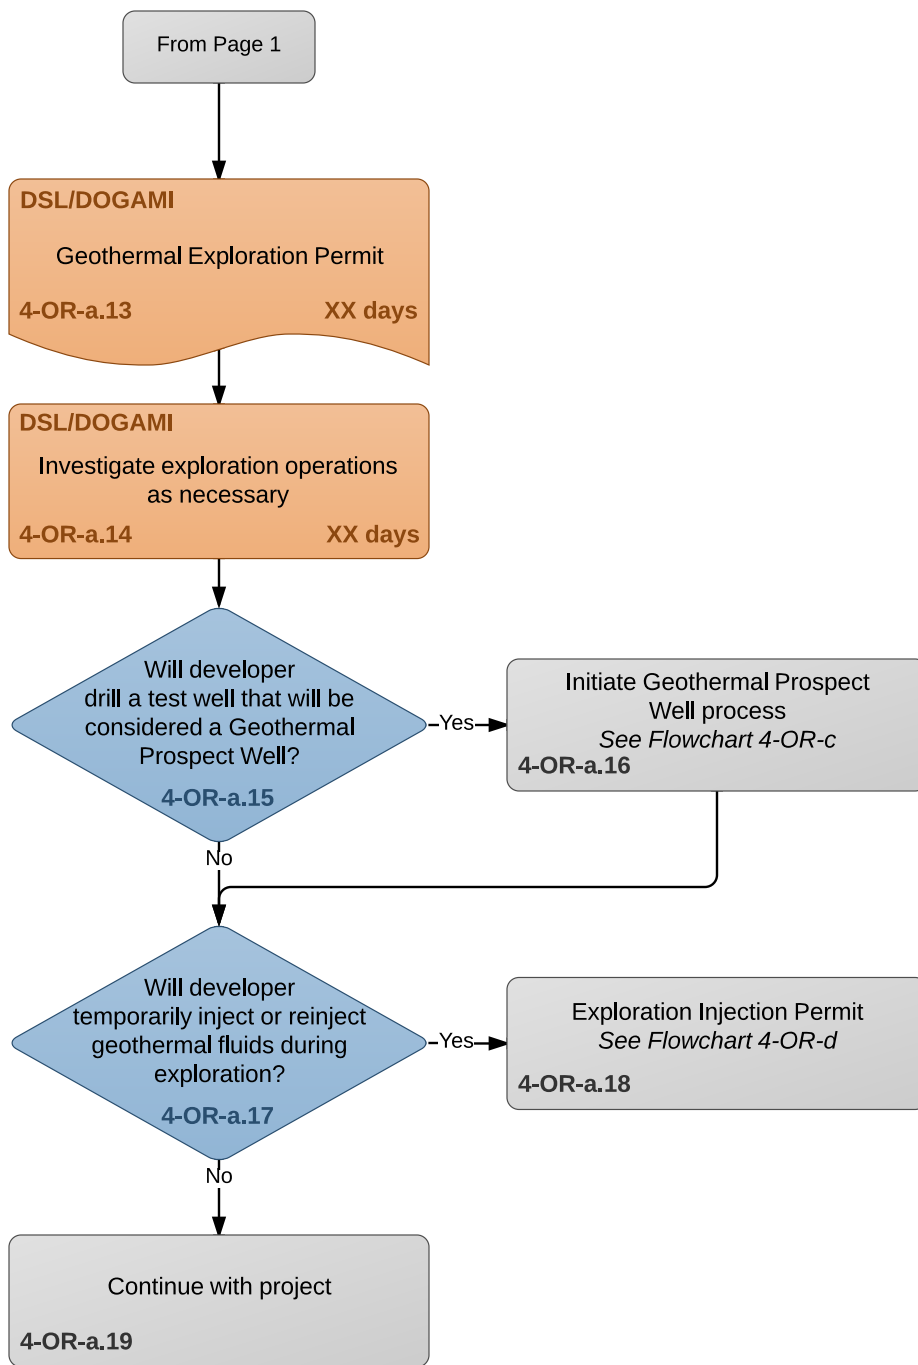 From Page 1
DSL/DOGAMI
Geothermal Exploration Permit
4-OR-a.13
XX days
DSL/DOGAMI
Investigate exploration operations
as necessary
4-OR-a.14
XX days
Will developer
drill a test well that will be
considered a Geothermal
Prospect Well?
4-OR-a.15
Yes
Initiate Geothermal Prospect
Well process
See Flowchart 4-OR-c
4-OR-a.16
No
Will developer
temporarily inject or reinject
geothermal fluids during
exploration?
4-OR-a.17
Yes
Exploration Injection Permit
See Flowchart 4-OR-d
4-OR-a.18
No
Continue with project
4-OR-a.19